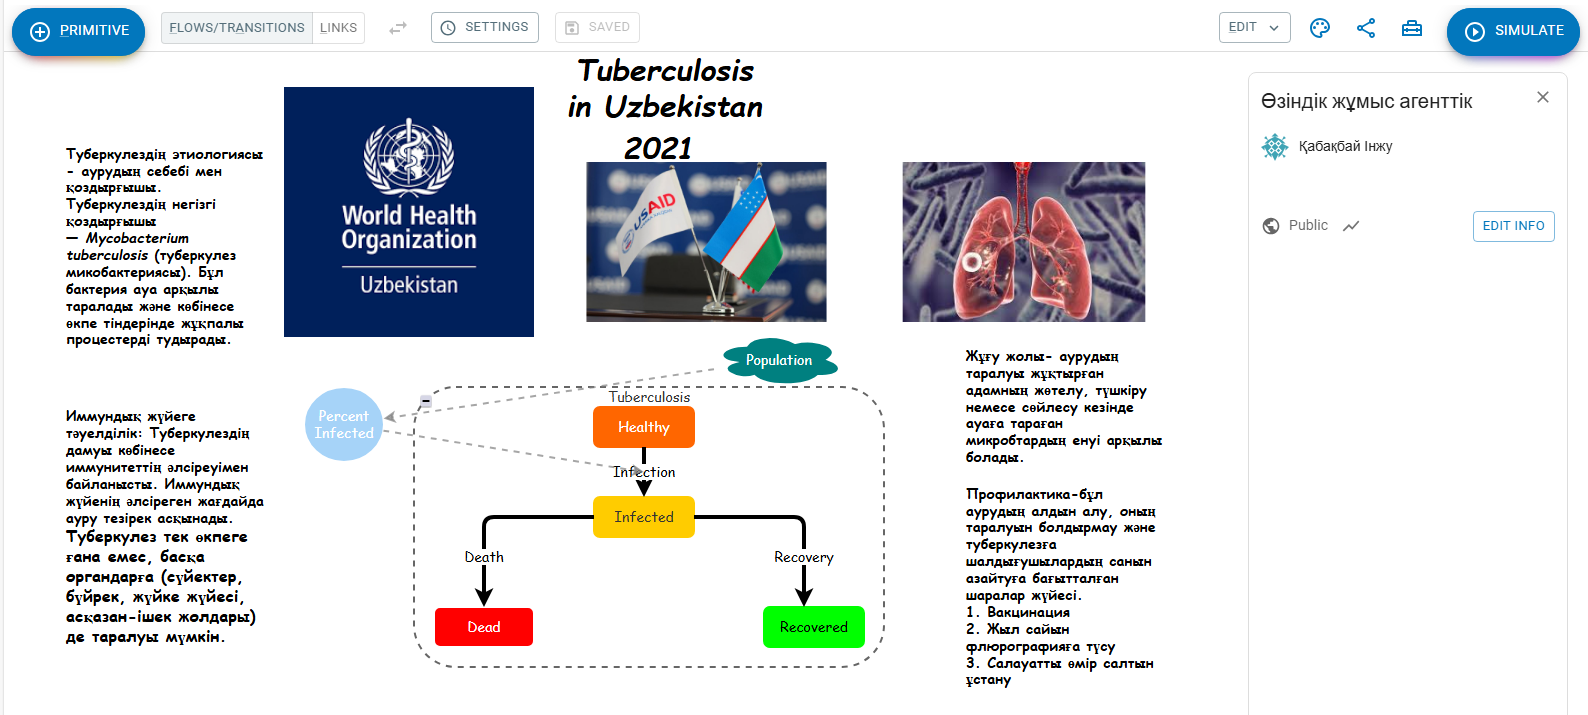 PRIMITIVE
FLOWS/TRANSITIONS
LINKS
SETTINGS
SAVED
EDIT
SIMULATE
Tuberculosis
in Uzbekistan
2021
Туберкулездің этиологиясы
- аурудың себебі мен
қоздырғышы.
Туберкулездің негізгі
қоздырғышы
— Mycobacterium
tuberculosis (туберкулез
микобактериясы). Бұл
бактерия ауа арқылы
таралады және көбінесе
өкпе тіндерінде жұқпалы
процестерді тудырады.
World Health
Organization
Uzbekistan
USAID
Өзіндік жұмыс агенттік
Қабақбай Інжу
Public
EDIT INFO
Population
Percent
Infected
Tuberculosis
Healthy
Infection
Infected
Death
Recovery
Dead
Recovered
Иммундық жүйеге
тәуелділік: Туберкулездің
дамуы көбінесе
иммунитеттің әлсіреуімен
байланысты. Иммундық
жүйенің әлсіреген жағдайда
ауру тезірек асқынады.
Туберкулез тек өкпеге
ғана емес, басқа
органдарға (сүйектер,
бүйрек, жүйке жүйесі,
асқазан-ішек жолдары)
де таралуы мүмкін.
Жұғу жолы- аурудың
таралуы жұқтырған
адамның жөтелу, түшкіру
немесе сөйлесу кезінде
ауаға тараған
микробтардың енуі арқылы
болады.
Профилактика-бұл
аурудың алдын алу, оның
таралуын болдырмау және
туберкулезға
шалдығушылардың санын
азайтуға бағытталған
шаралар жүйесі.
1. Вакцинация
2. Жыл сайын
флюрографияға түсу
3. Салауатты өмір салтын
ұстану